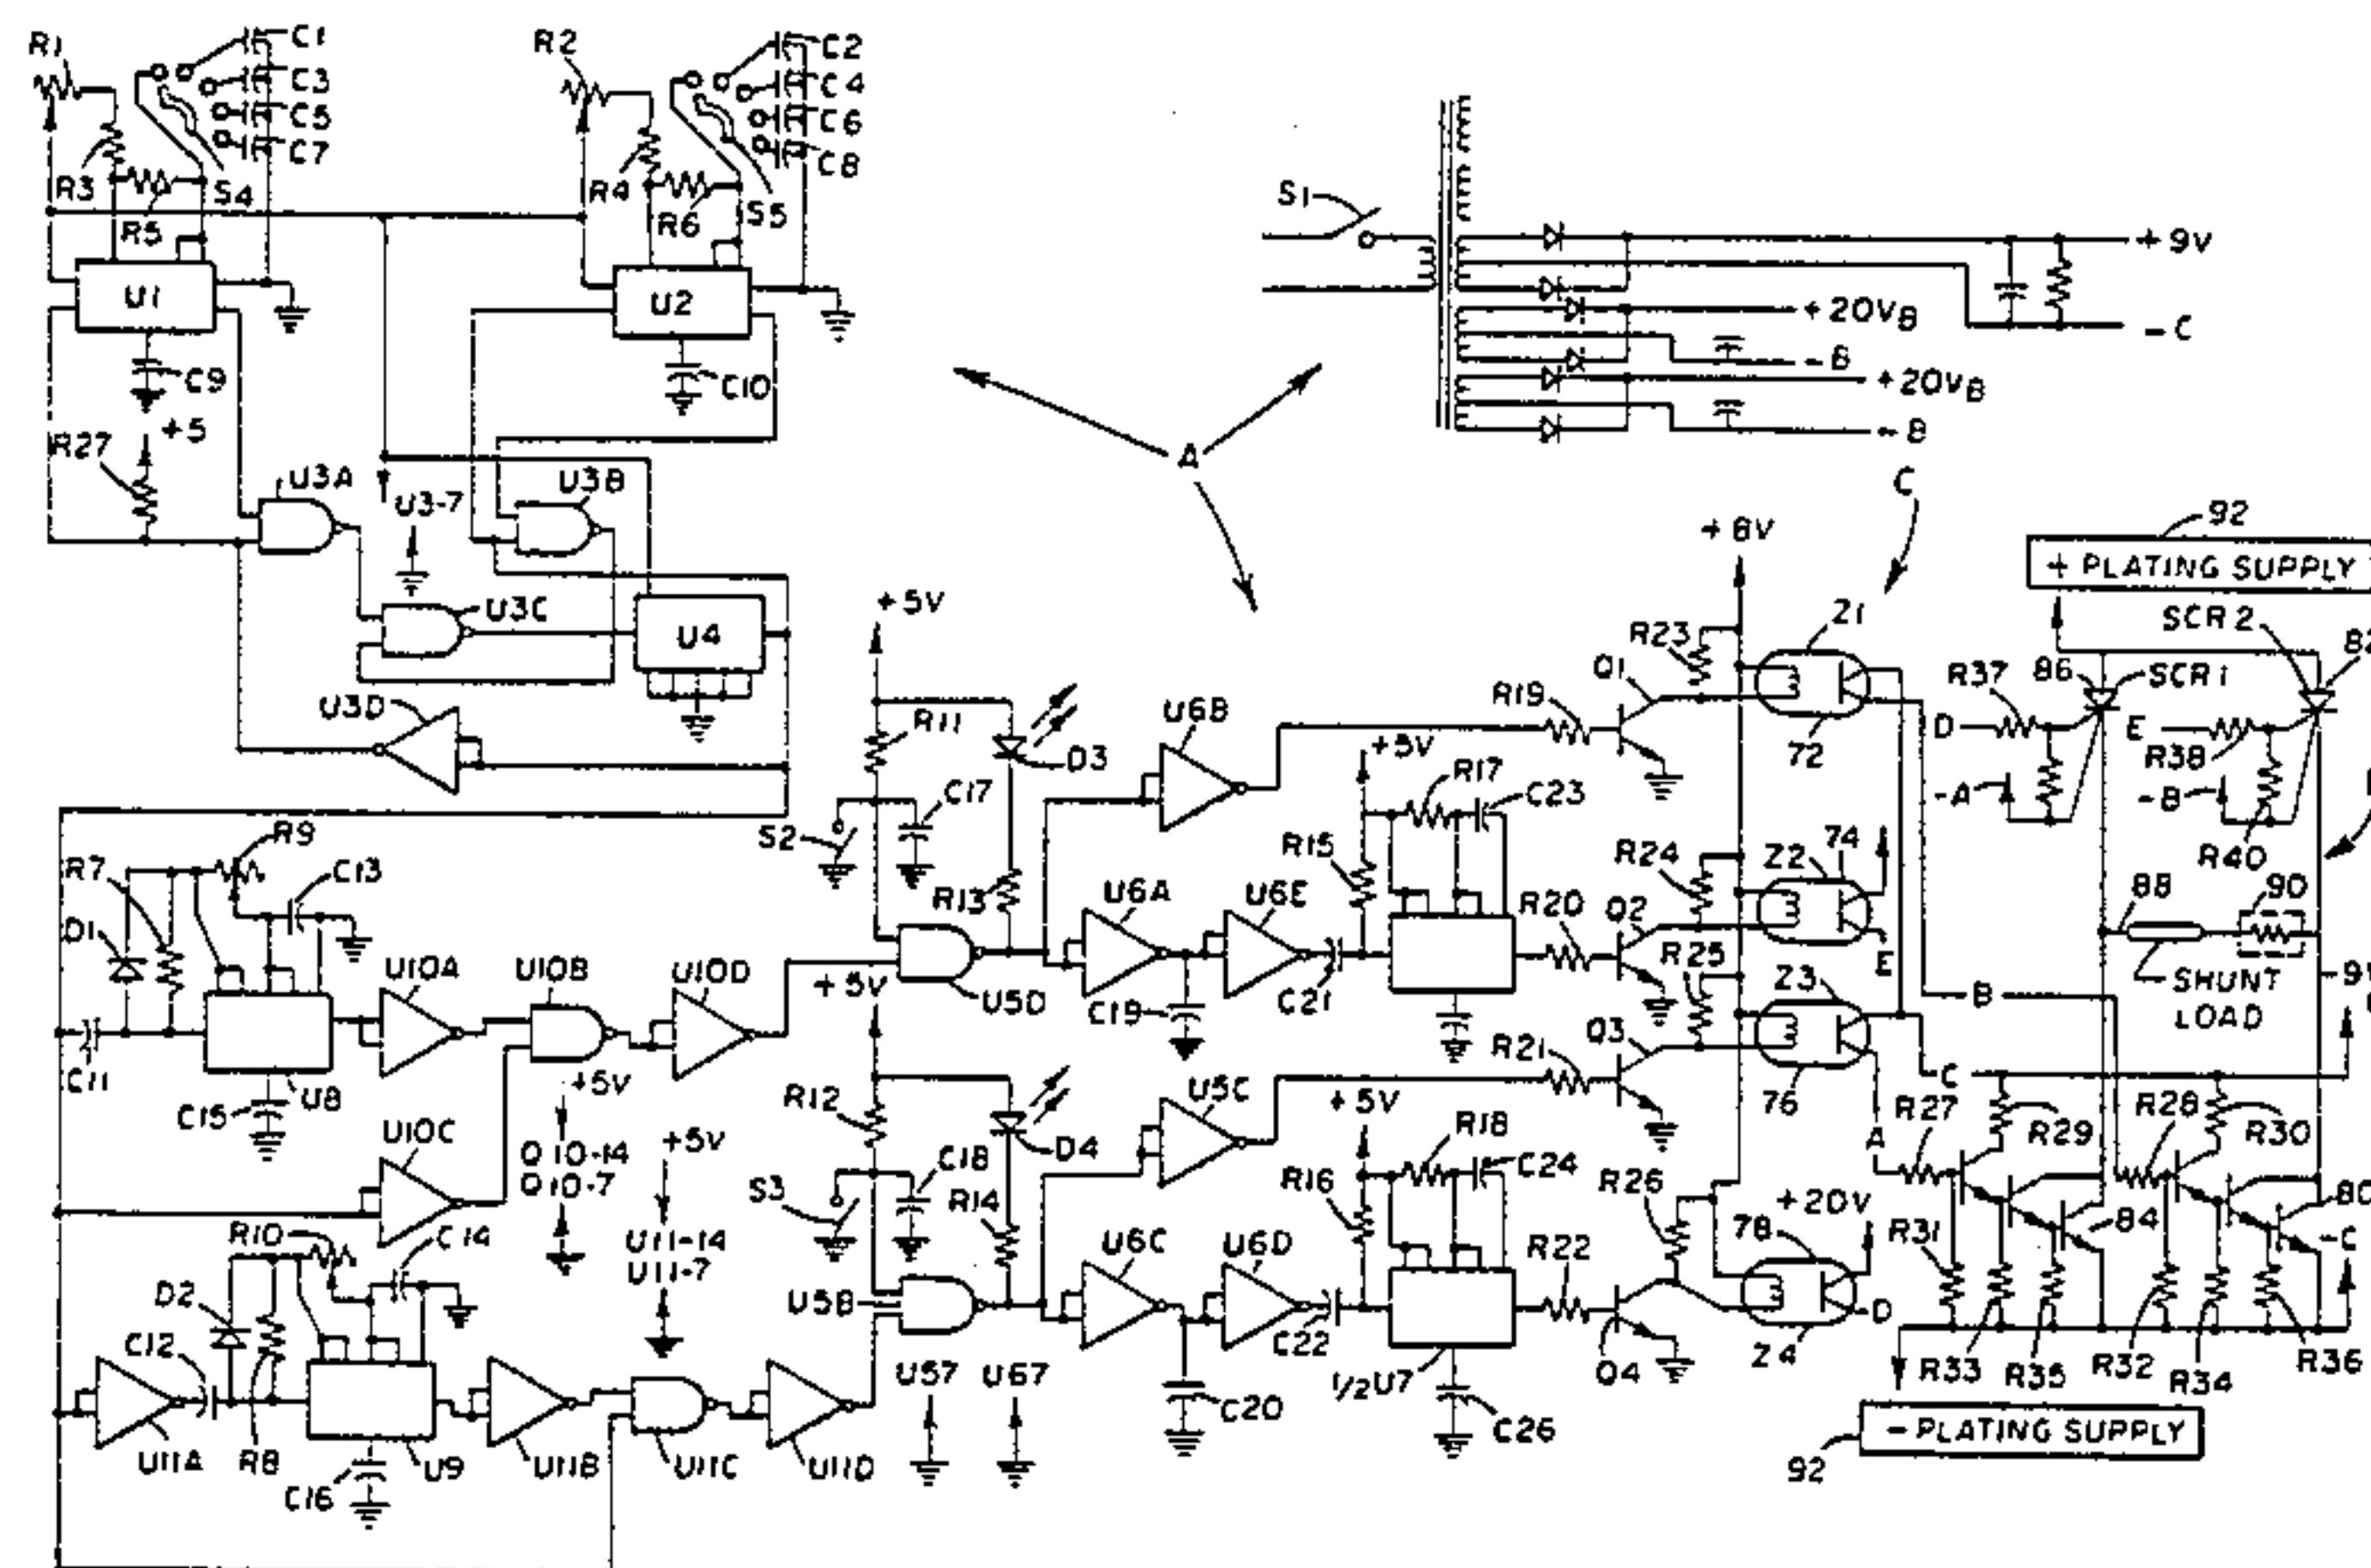 R1
C1
C3
C5
C7
R3
R5
S4
R2
C2
C4
C6
C8
R4
R6
S5
U1
U2
C9
C10
+5
R27
U3A
U3-7
U3B
U3C
U4
U3D
S1
+9V
-C
+20VB
-B
+20VB
-B
A
C
+8V
92
+ PLATING SUPPLY
SCR 2
86
SCR 1
R37
D
E
R38
-A
-B
R40
88
90
SHUNT
LOAD
+5V
R11
D3
C17
S2
R13
U6B
R19
Q1
R23
Z1
72
+5V
R17
C23
R15
U6A
U6E
C19
C21
R20
Q2
R24
Z2
74
E
R25
Z3
76
B
C
A
R9
R7
C13
D1
C11
C15
U8
U10A
U10B
U10D
U10C
+5V
U5D
+5V
Q10-14
Q10-7
+5V
U11-14
U11-7
R12
D4
C18
S3
R14
U5C
R21
Q3
+5V
R18
C24
R16
U6C
U6D
U5B
C22
R22
R26
Q4
+20V
78
Z4
D
R27
R29
R28
R30
R31
84
80
-C
R33
R35
R32
R34
R36
R10
C14
D2
C12
R8
U11A
C16
U9
U11B
U11C
U11D
U57
U67
C20
1/2U7
C26
- PLATING SUPPLY
92